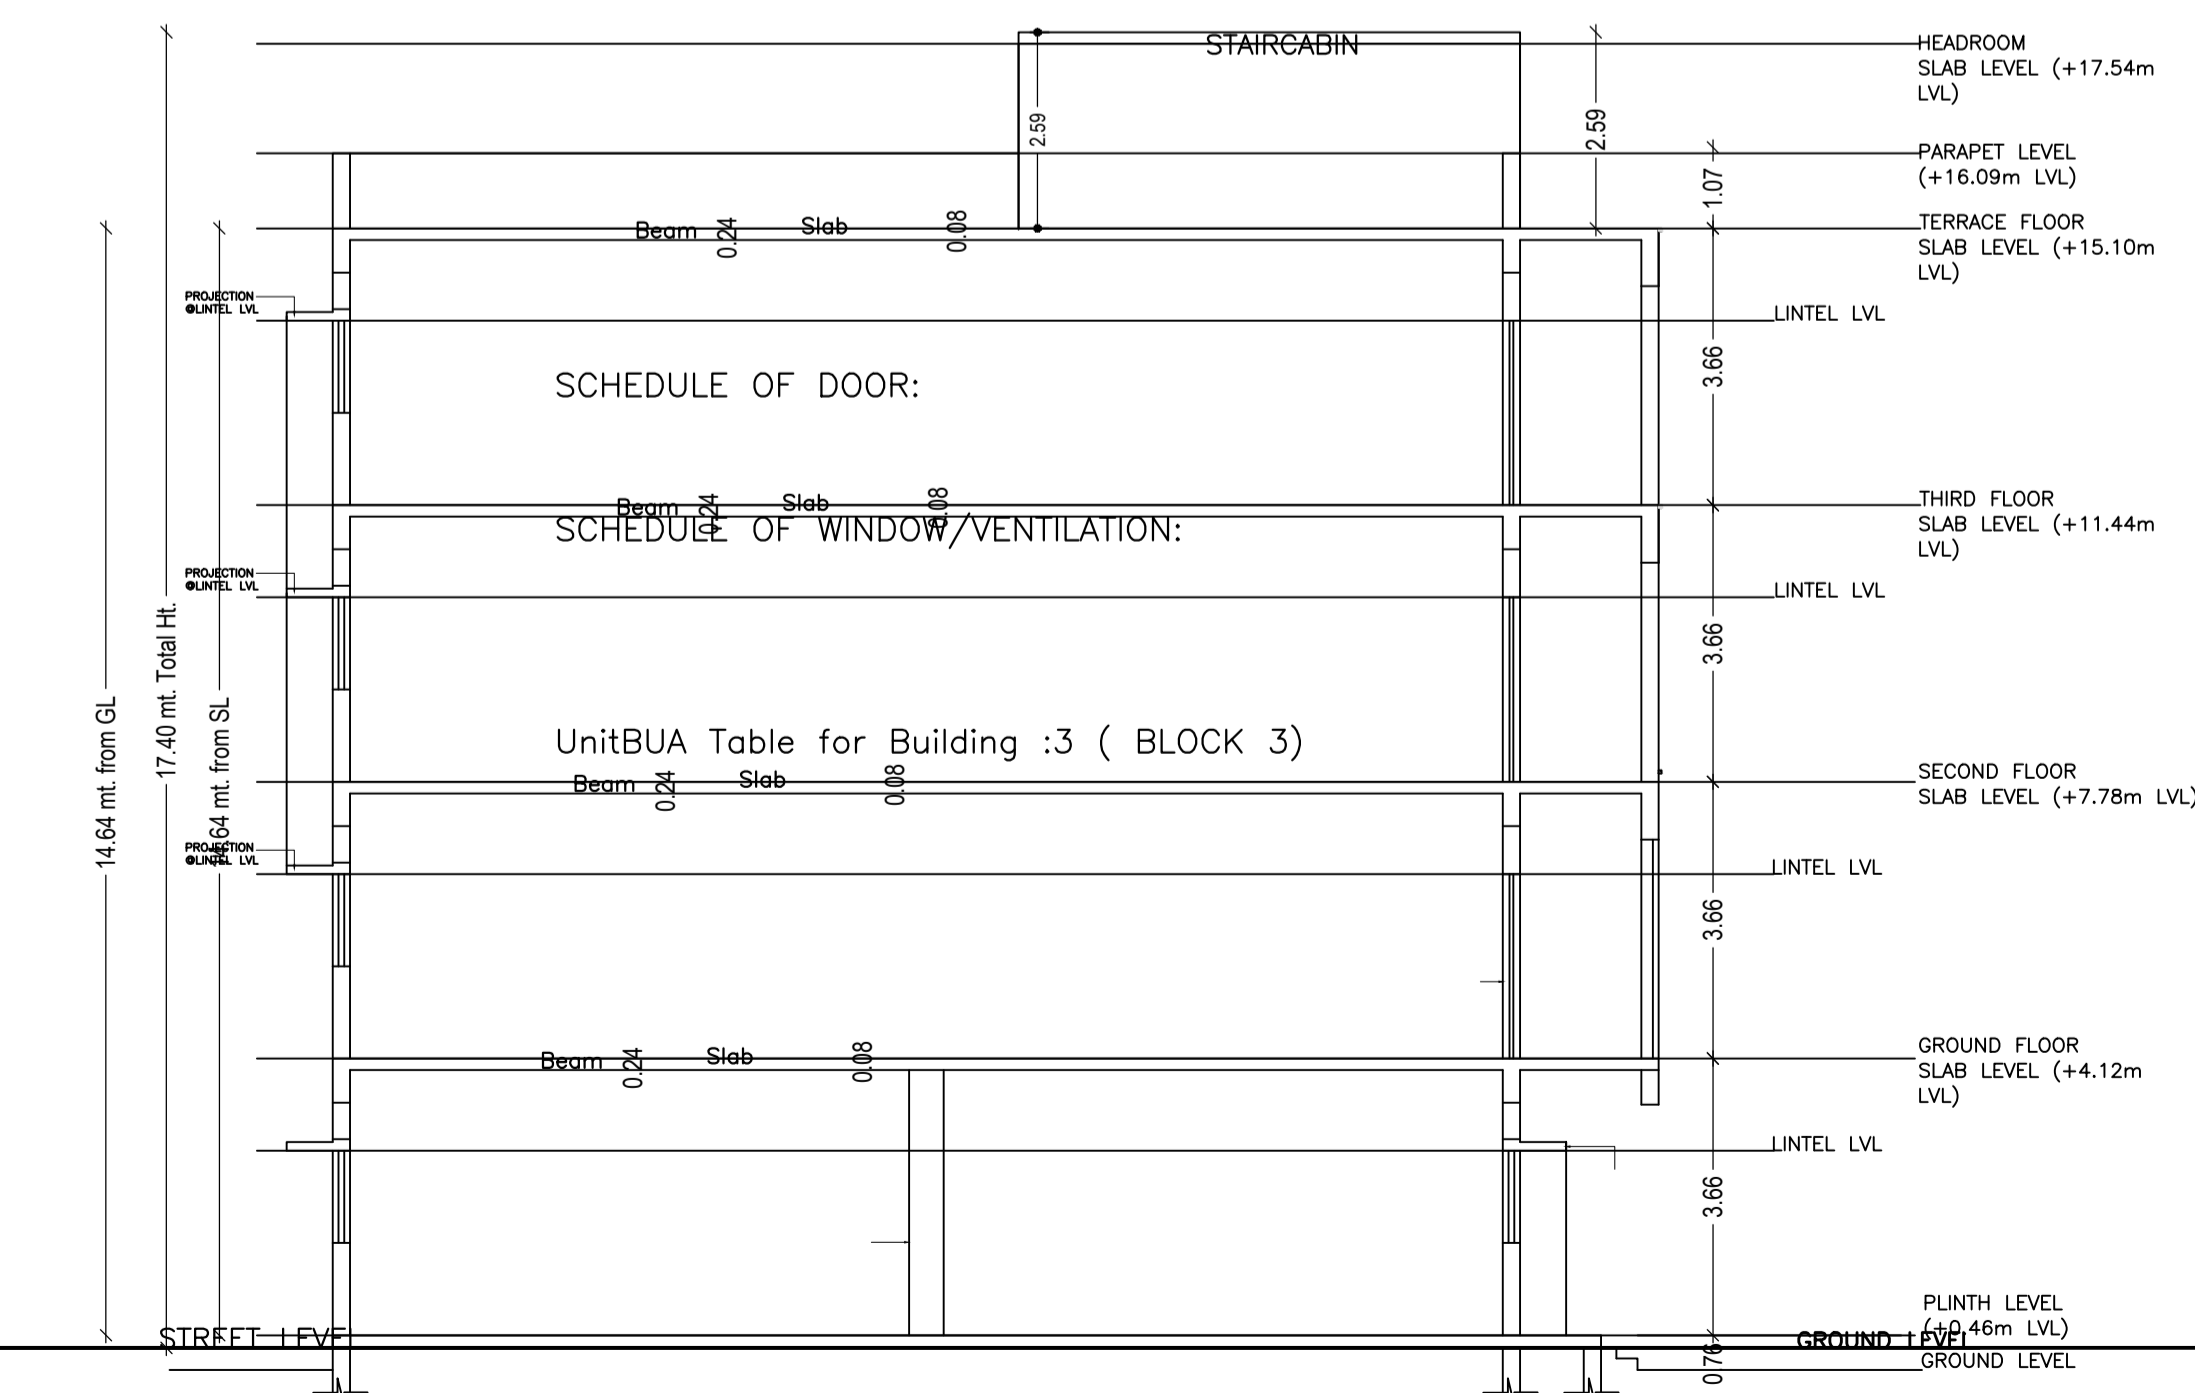 STAIRCABIN
HEADROOM
SLAB LEVEL (+17.54m
LVL)
2.59
2.59
PARAPET LEVEL
(+16.09m LVL)
1.07
Beam
0.24
Slab
0.08
TERRACE FLOOR
SLAB LEVEL (+15.10m
LVL)
PROJECTION
@LINTEL LVL
LINTEL LVL
3.66
SCHEDULE OF DOOR:
Beam
0.24
Slab
0.08
THIRD FLOOR
SLAB LEVEL (+11.44m
LVL)
SCHEDULE OF WINDOW/VENTILATION:
PROJECTION
@LINTEL LVL
LINTEL LVL
3.66
14.64 mt. from GL
17.40 mt. Total Ht.
14.64 mt. from SL
UnitBUA Table for Building :3 ( BLOCK 3)
Beam
0.24
Slab
0.08
SECOND FLOOR
SLAB LEVEL (+7.78m LVL)
PROJECTION
@LINTEL LVL
LINTEL LVL
3.66
Beam
0.24
Slab
0.08
GROUND FLOOR
SLAB LEVEL (+4.12m
LVL)
LINTEL LVL
3.66
PLINTH LEVEL
(+0.46m LVL)
STREET LEVEL
GROUND LEVEL
GROUND LEVEL
0.76